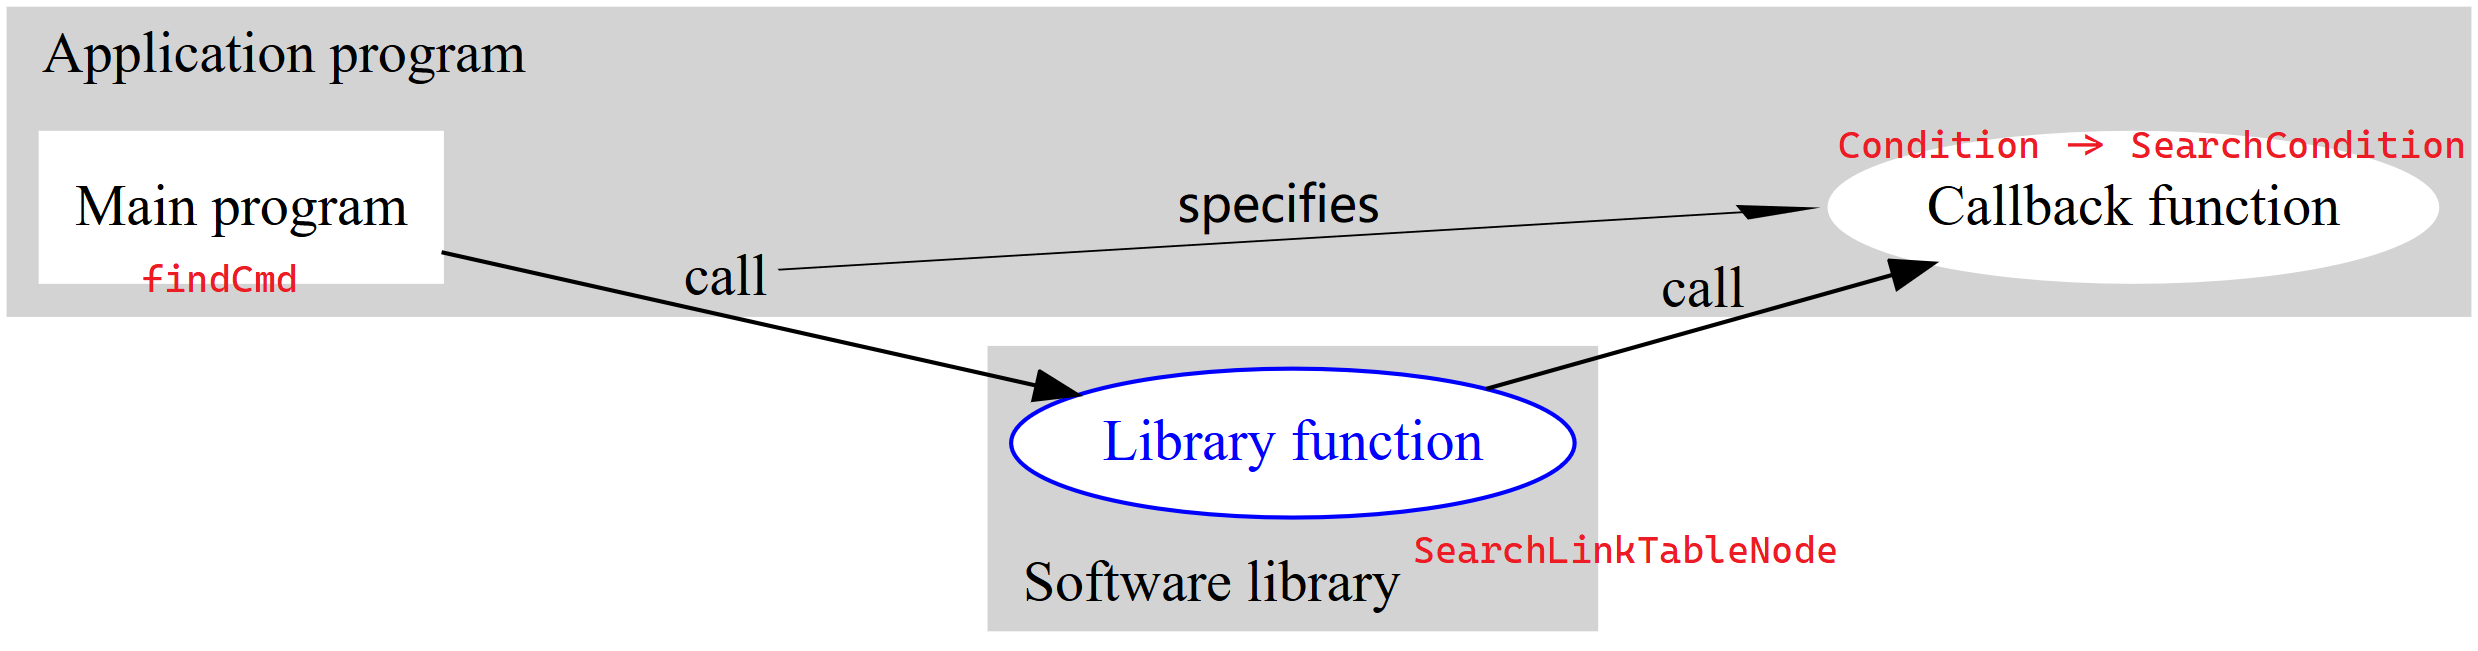 Application program
Condition -> SearchCondition
Main program
specifies
Callback function
findCmd
call
call
Library function
SearchLinkTableNode
Software library